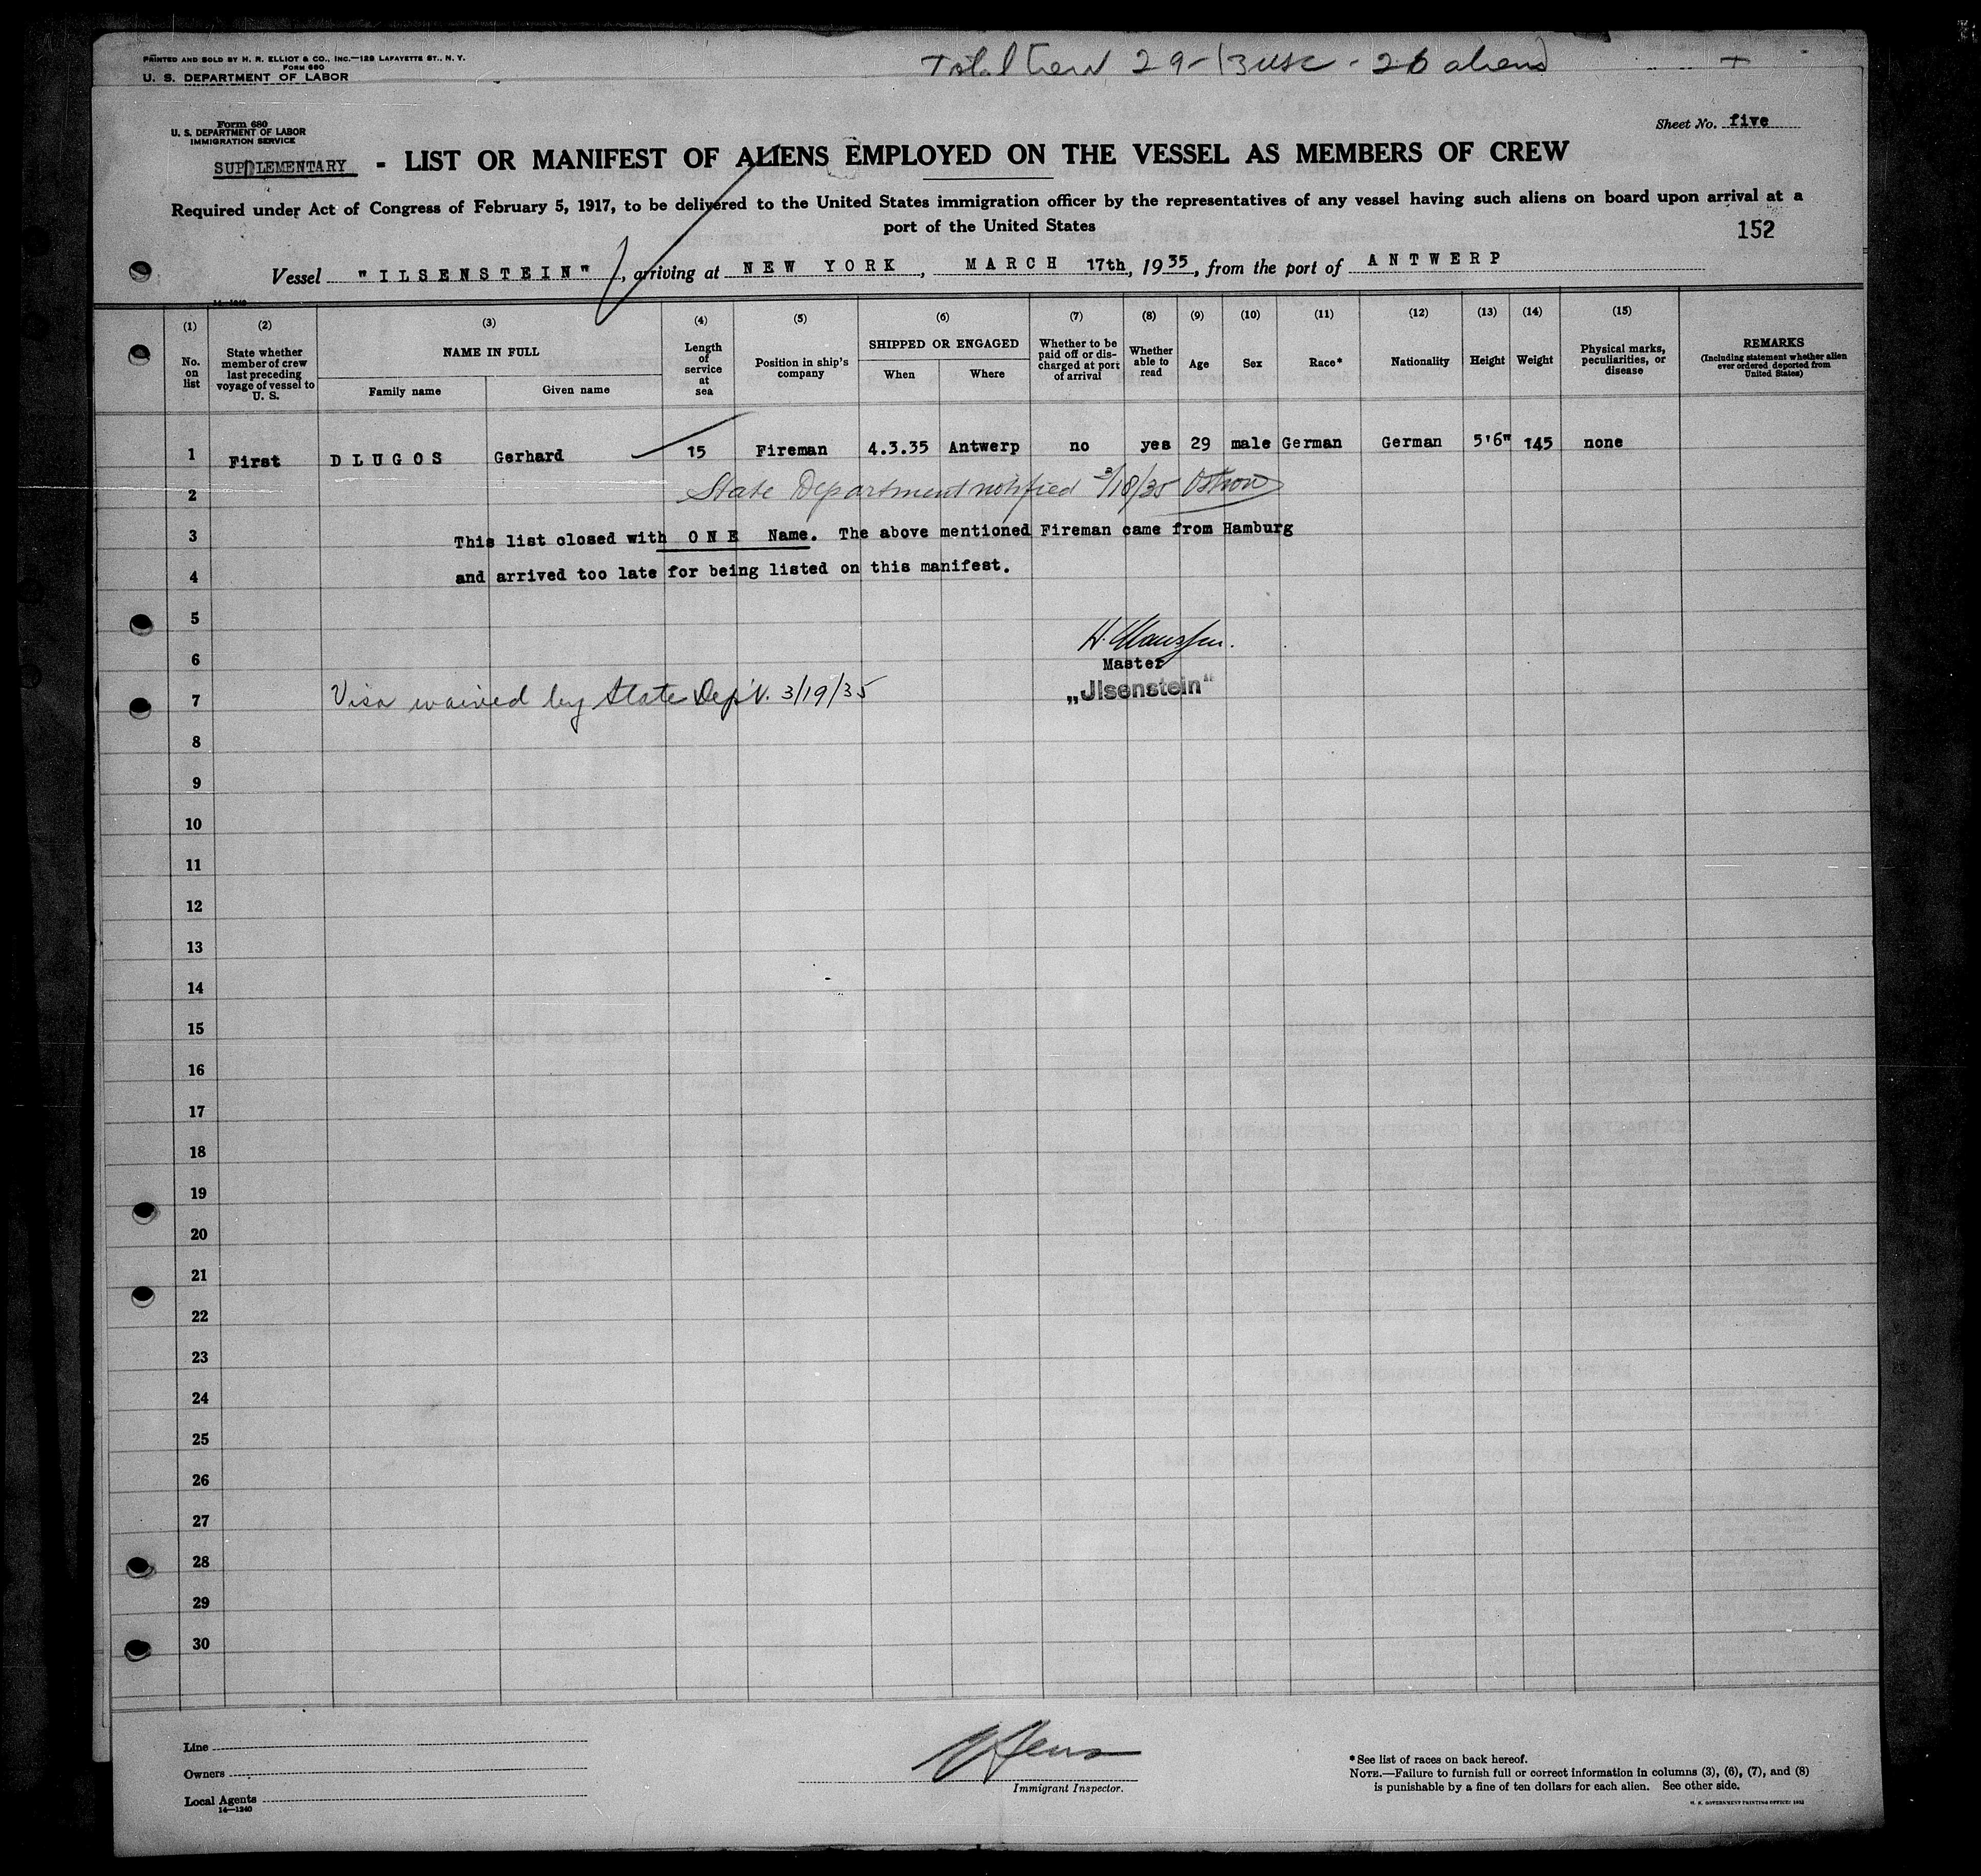 PRINTED AND SOLD BY H. R. ELLIOT & CO., INC.—129 LAFAYETTE ST., N. Y.
FORM 680
U. S. DEPARTMENT OF LABOR
Total Crew 29 - (3 USC - 26 aliens)
+
Form 680
U. S. DEPARTMENT OF LABOR
IMMIGRATION SERVICE
Sheet No. five
SUPPLEMENTARY - LIST OR MANIFEST OF ALIENS EMPLOYED ON THE VESSEL AS MEMBERS OF CREW
Required under Act of Congress of February 5, 1917, to be delivered to the United States immigration officer by the representatives of any vessel having such aliens on board upon arrival at a
port of the United States
152
Vessel "ILSENSTEIN", arriving at NEW YORK, MARCH 17th, 1935, from the port of ANTWERP
14—1240
(1) (2) (3) (4) (5) (6) (7) (8) (9) (10) (11) (12) (13) (14) (15)
No. on list
State whether member of crew last preceding voyage of vessel to U. S.
NAME IN FULL
Family name
Given name
Length of service at sea
Position in ship's company
SHIPPED OR ENGAGED
When
Where
Whether to be paid off or dis-charged at port of arrival
Whether able to read
Age
Sex
Race*
Nationality
Height
Weight
Physical marks, peculiarities, or disease
REMARKS
(Including statement whether alien ever ordered deported from United States)
1 First DLUGOS Gerhard 15 Fireman 4.3.35 Antwerp no yes 29 male German German 5'6" 145 none
2 State Department notified 3/18/35
3 This list closed with ONE Name. The above mentioned Fireman came from Hamburg
4 and arrived too late for being listed on this manifest.
5
6 Master
7 Visa waived by State Dep't. 3/19/35 „Jlsenstein“
8
9
10
11
12
13
14
15
16
17
18
19
20
21
22
23
24
25
26
27
28
29
30
Line
Owners
Local Agents
14—1240
Immigrant Inspector.
*See list of races on back hereof.
NOTE.—Failure to furnish full or correct information in columns (3), (6), (7), and (8)
is punishable by a fine of ten dollars for each alien. See other side.
U. S. GOVERNMENT PRINTING OFFICE: 1932